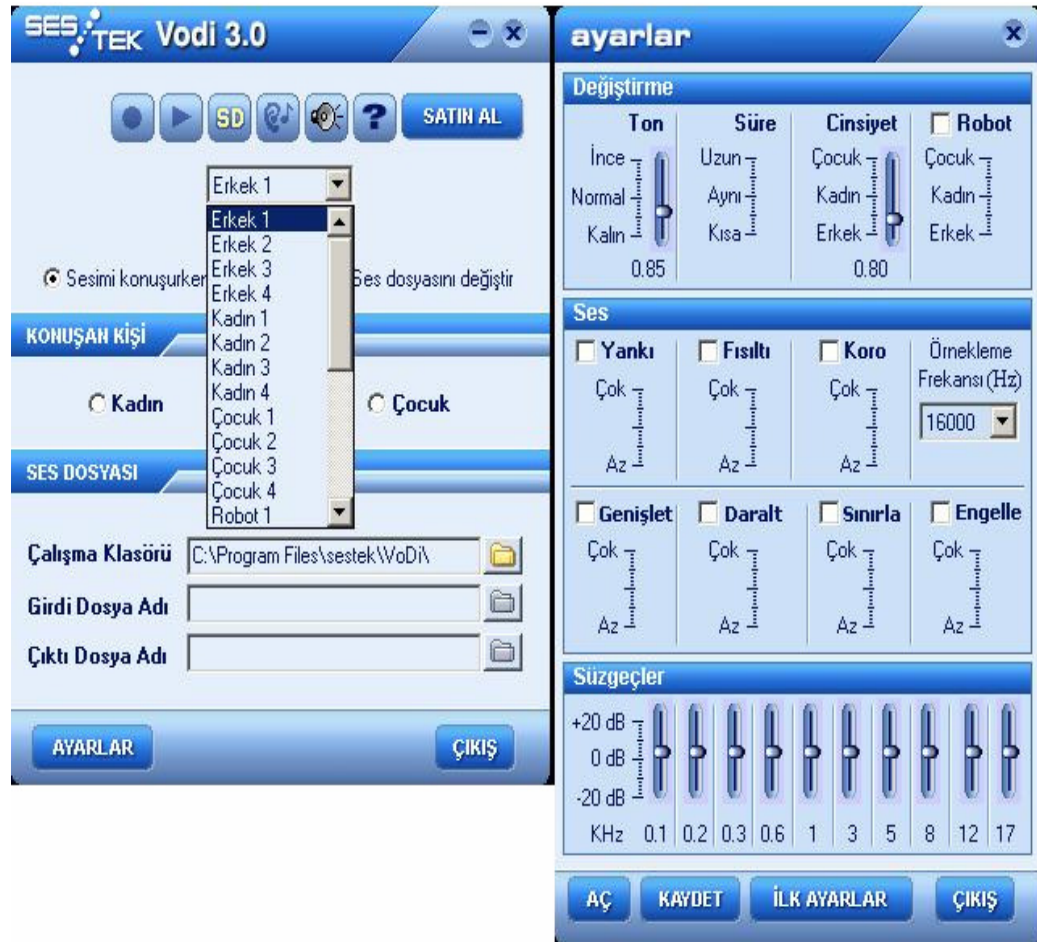 SESTEK Vodi 3.0
SD ? SATIN AL
Erkek 1
Erkek 1
Erkek 2
Erkek 3
Erkek 4
Kadın 1
Kadın 2
Kadın 3
Kadın 4
Çocuk 1
Çocuk 2
Çocuk 3
Çocuk 4
Robot 1
Sesimi konuşurken Ses dosyasını değiştir
KONUŞAN KİŞİ
Kadın Çocuk
SES DOSYASI
Çalışma Klasörü C:\Program Files\sestek\VoDi\
Girdi Dosya Adı
Çıktı Dosya Adı
AYARLAR ÇIKIŞ
ayarlar
Değiştirme
Ton Süre Cinsiyet Robot
İnce Uzun Çocuk Çocuk
Normal Aynı Kadın Kadın
Kalın Kısa Erkek Erkek
0.85 0.80
Ses
Yankı Fısıltı Koro Örnekleme
Frekansı (Hz)
Çok Çok Çok
16000
Az Az Az
Genişlet Daralt Sınırla Engelle
Çok Çok Çok Çok
Az Az Az Az
Süzgeçler
+20 dB
0 dB
-20 dB
KHz 0.1 0.2 0.3 0.6 1 3 5 8 12 17
AÇ KAYDET İLK AYARLAR ÇIKIŞ